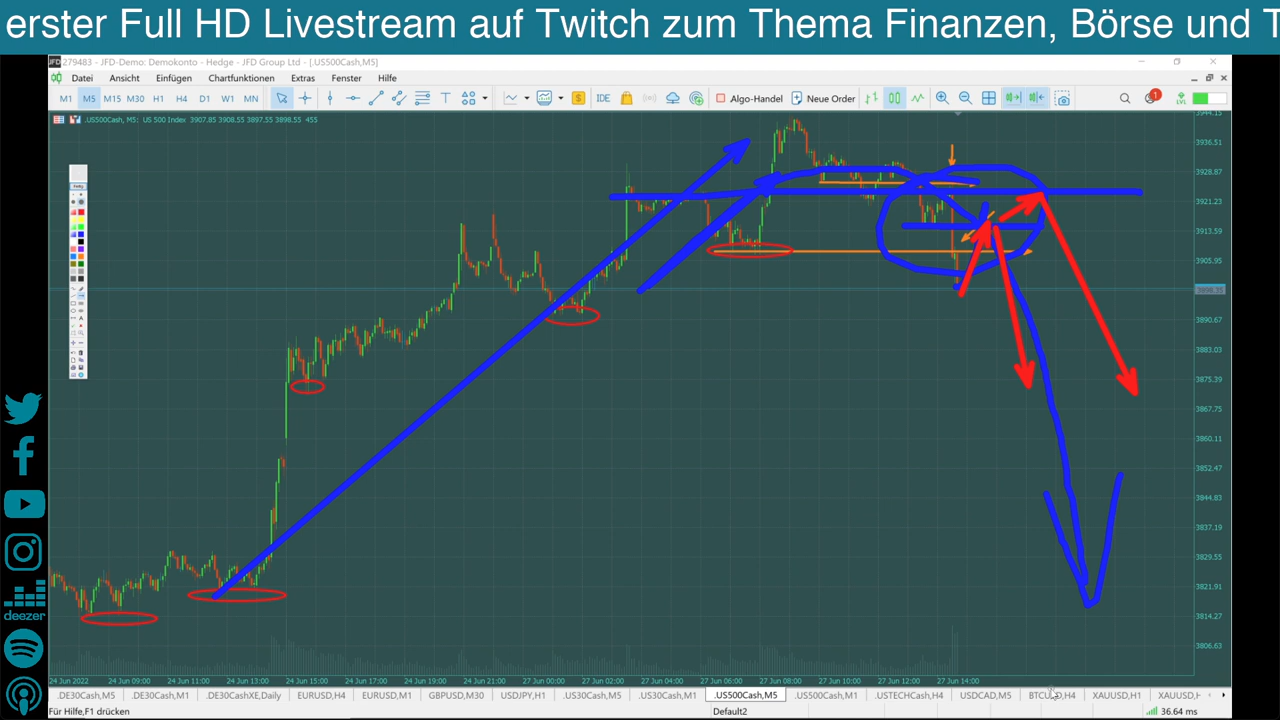 erster Full HD Livestream auf Twitch zum Thema Finanzen, Börse und T
279483 - JFD-Demo: Demokonto - Hedge - JFD Group Ltd - [.US500Cash,M5]
Datei Ansicht Einfügen Chartfunktionen Extras Fenster Hilfe
M1 M5 M15 M30 H1 H4 D1 W1 MN IDE Algo-Handel Neue Order
.US500Cash, M5: US 500 Index 3907.85 3908.55 3897.55 3898.55 455
3944.15
3936.51
3928.87
3921.23
3913.59
3905.95
3898.35
3890.67
3883.03
3875.39
3867.75
3860.11
3852.47
3844.83
3837.19
3829.55
3821.91
3814.27
3806.63
deezer
24 Jun 2022 24 Jun 09:00 24 Jun 11:00 24 Jun 13:00 24 Jun 15:00 24 Jun 17:00 24 Jun 19:00 24 Jun 21:00 27 Jun 00:00 27 Jun 02:00 27 Jun 04:00 27 Jun 06:00 27 Jun 08:00 27 Jun 10:00 27 Jun 12:00 27 Jun 14:00
.DE30Cash,M5 .DE30Cash,M1 .DE30CashXE,Daily EURUSD,H4 EURUSD,M1 GBPUSD,M30 USDJPY,H1 .US30Cash,M5 .US30Cash,M1 .US500Cash,M5 .US500Cash,M1 .USTECHCash,H4 USDCAD,M5 BTCUSD,H4 XAUUSD,H1 XAUUSD,H
Für Hilfe,F1 drücken Default2 36.64 ms